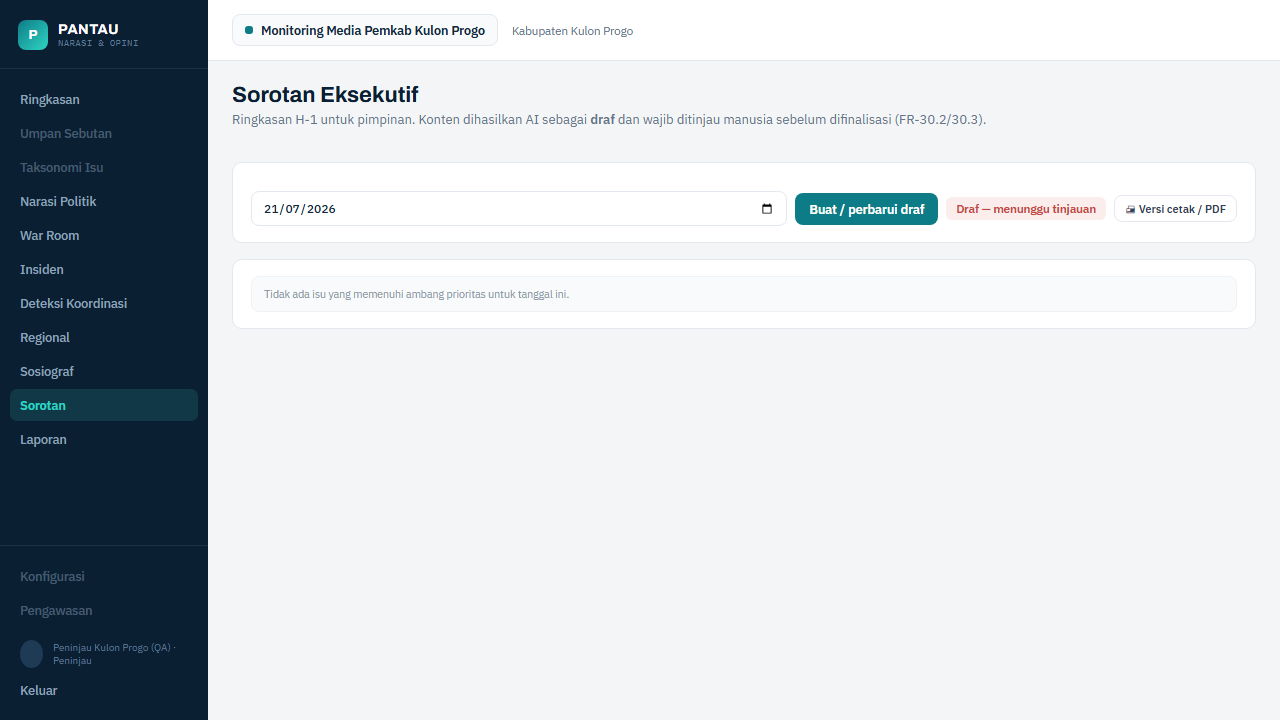 P
PANTAU
NARASI & OPINI
Ringkasan
Umpan Sebutan
Taksonomi Isu
Narasi Politik
War Room
Insiden
Deteksi Koordinasi
Regional
Sosiograf
Sorotan
Laporan
Konfigurasi
Pengawasan
Peninjau Kulon Progo (QA) ·
Peninjau
Keluar
Monitoring Media Pemkab Kulon Progo
Kabupaten Kulon Progo
Sorotan Eksekutif
Ringkasan H-1 untuk pimpinan. Konten dihasilkan AI sebagai draf dan wajib ditinjau manusia sebelum difinalisasi (FR-30.2/30.3).
21/07/2026
Buat / perbarui draf
Draf — menunggu tinjauan
Versi cetak / PDF
Tidak ada isu yang memenuhi ambang prioritas untuk tanggal ini.